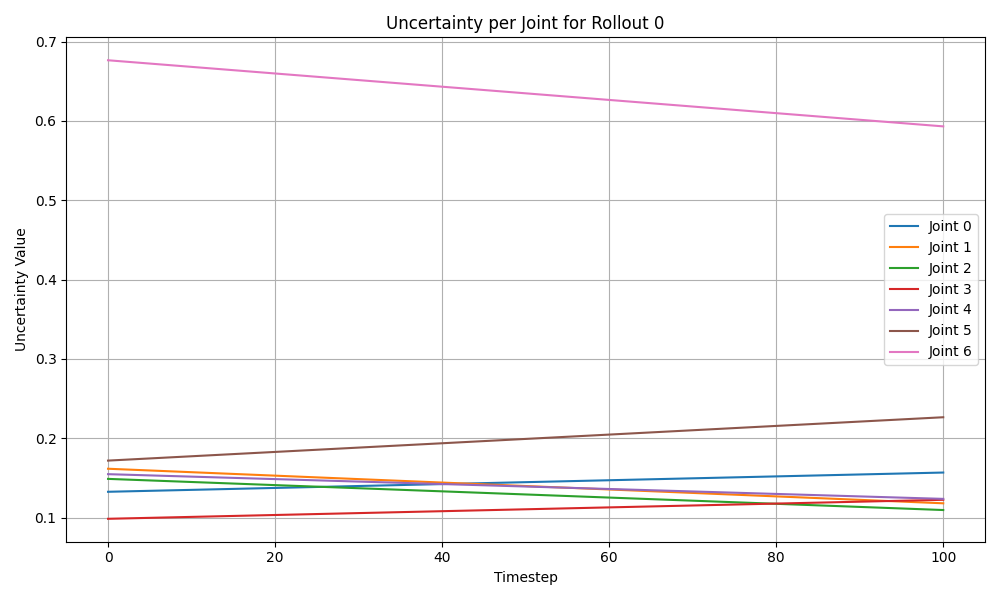 Uncertainty per Joint for Rollout 0
Uncertainty Value
0.7
0.6
0.5
0.4
0.3
0.2
0.1
Joint 0
Joint 1
Joint 2
Joint 3
Joint 4
Joint 5
Joint 6
0 20 40 60 80 100
Timestep